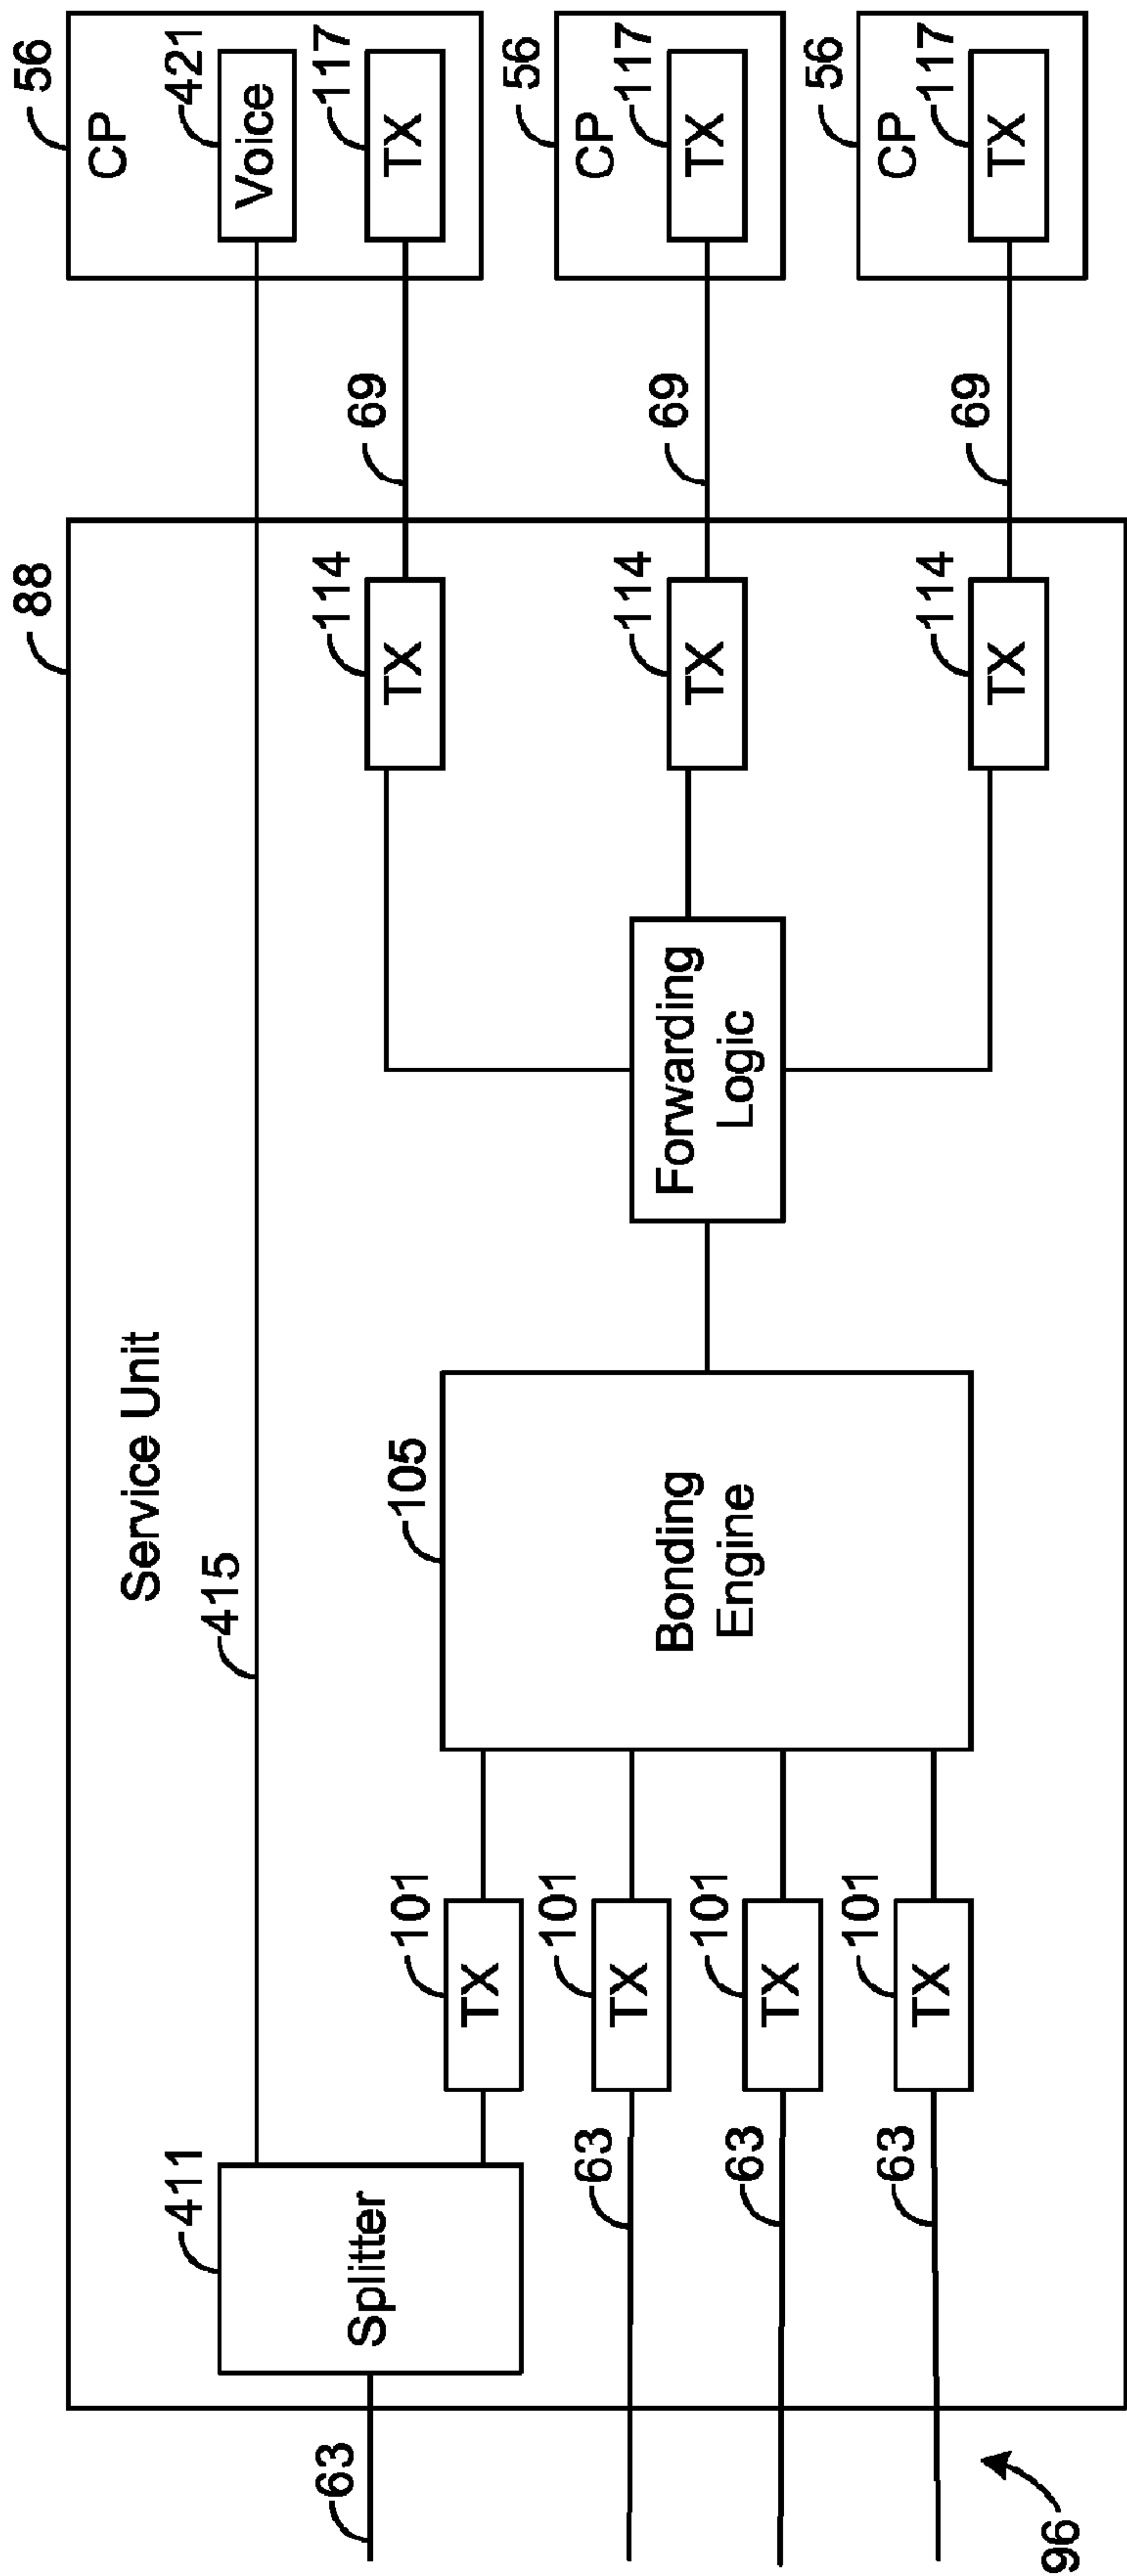 56
CP
421
Voice
117
TX
56
CP
117
TX
56
CP
117
TX
69
69
69
88
Service Unit
415
114
TX
114
TX
114
TX
Forwarding
Logic
105
Bonding
Engine
101
TX
101
TX
101
TX
101
TX
411
Splitter
63
63
63
63
96